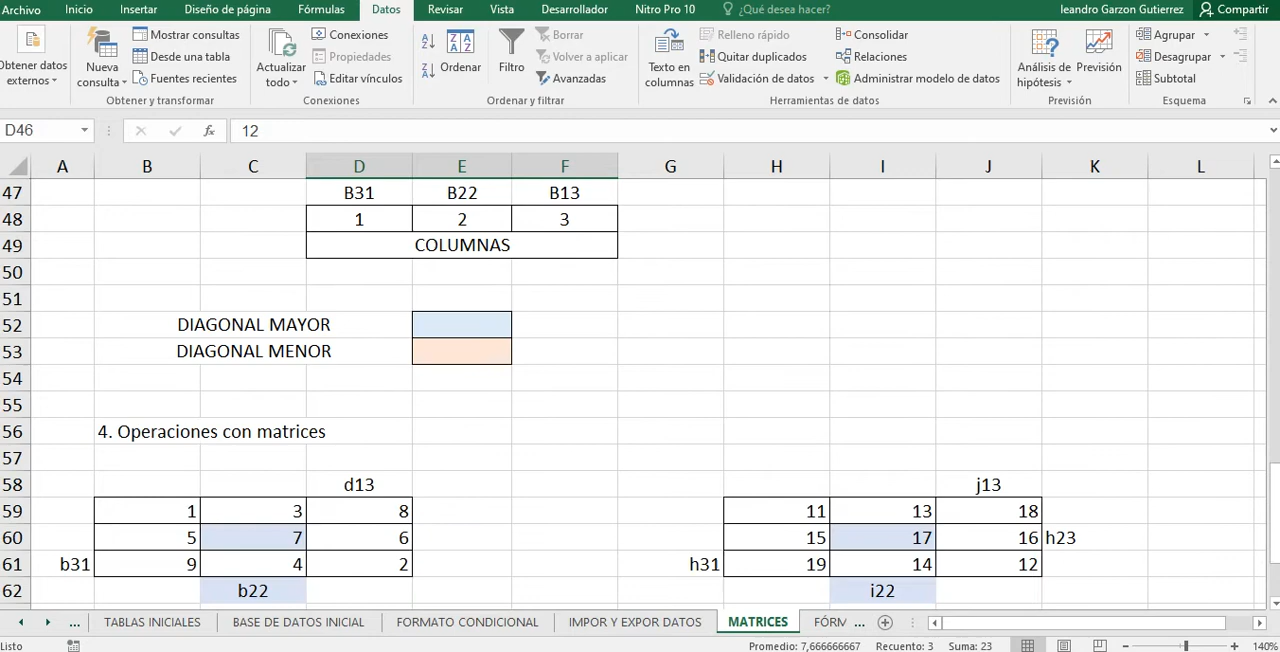 Archivo Inicio Insertar Diseño de página Fórmulas Datos Revisar Vista Desarrollador Nitro Pro 10 ¿Qué desea hacer? leandro Garzon Gutierrez Compartir
Obtener datos externos
Nueva consulta
Mostrar consultas
Desde una tabla
Fuentes recientes
Obtener y transformar
Actualizar todo
Conexiones
Propiedades
Editar vínculos
Conexiones
Ordenar
Filtro
Borrar
Volver a aplicar
Avanzadas
Ordenar y filtrar
Texto en columnas
Relleno rápido
Quitar duplicados
Validación de datos
Consolidar
Relaciones
Administrar modelo de datos
Herramientas de datos
Análisis de hipótesis
Previsión
Previsión
Agrupar
Desagrupar
Subtotal
Esquema
D46 fx 12
A B C D E F G H I J K L
47 B31 B22 B13
48 1 2 3
49 COLUMNAS
50
51
52 DIAGONAL MAYOR
53 DIAGONAL MENOR
54
55
56 4. Operaciones con matrices
57
58 d13 j13
59 1 3 8 11 13 18
60 5 7 6 15 17 16 h23
61 b31 9 4 2 h31 19 14 12
62 b22 i22
... TABLAS INICIALES BASE DE DATOS INICIAL FORMATO CONDICIONAL IMPOR Y EXPOR DATOS MATRICES FÓRM ...
Listo Promedio: 7,666666667 Recuento: 3 Suma: 23 140%